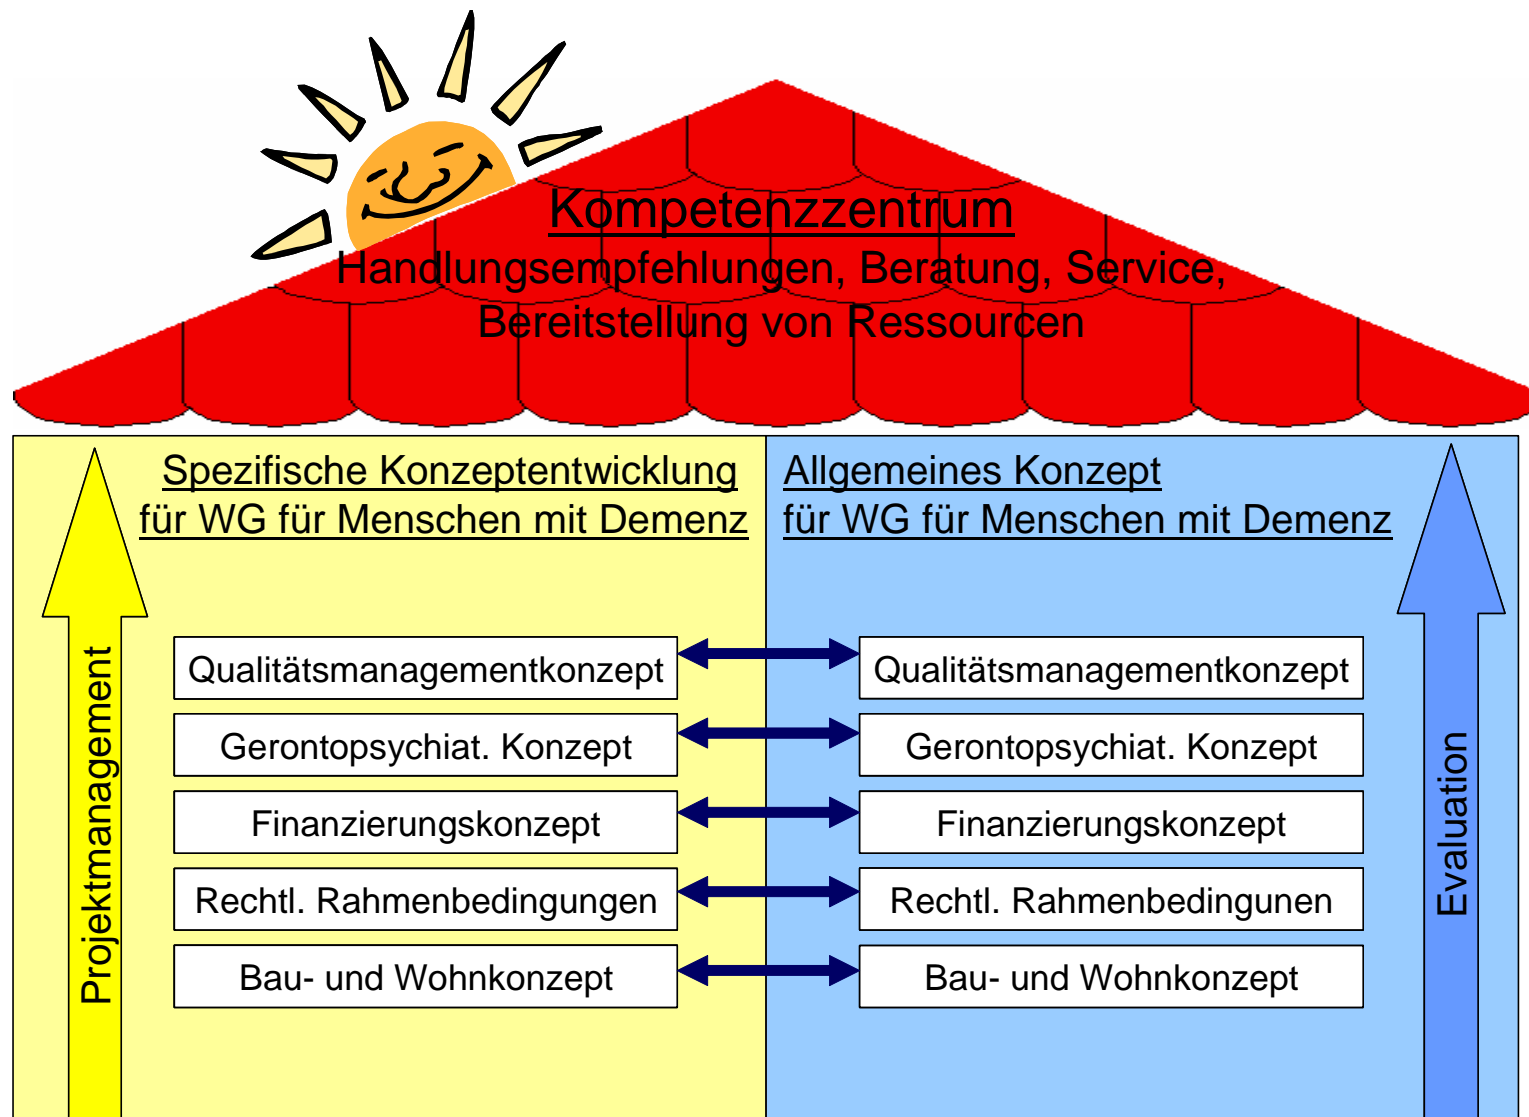 Kompetenzzentrum
Handlungsempfehlungen, Beratung, Service,
Bereitstellung von Ressourcen
Spezifische Konzeptentwicklung
für WG für Menschen mit Demenz
Allgemeines Konzept
für WG für Menschen mit Demenz
Projektmanagement
Qualitätsmanagementkonzept
Gerontopsychiat. Konzept
Finanzierungskonzept
Rechtl. Rahmenbedingungen
Bau- und Wohnkonzept
Qualitätsmanagementkonzept
Gerontopsychiat. Konzept
Finanzierungskonzept
Rechtl. Rahmenbedingunen
Bau- und Wohnkonzept
Evaluation